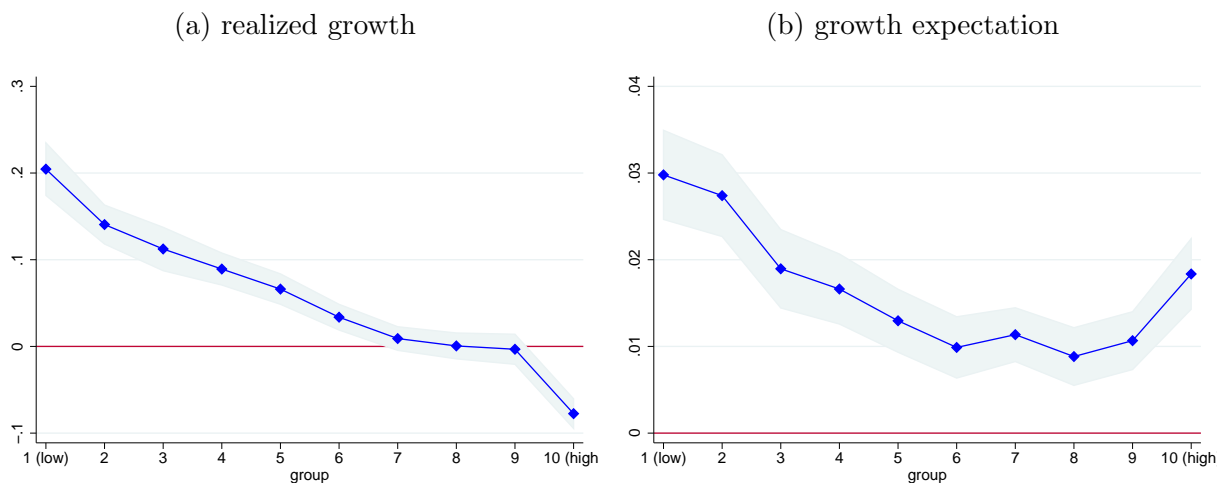 (a) realized growth
.3
.2
.1
0
-.1
1 (low) 2 3 4 5 6 7 8 9 10 (high
group
(b) growth expectation
.04
.03
.02
.01
0
1 (low) 2 3 4 5 6 7 8 9 10 (high
group